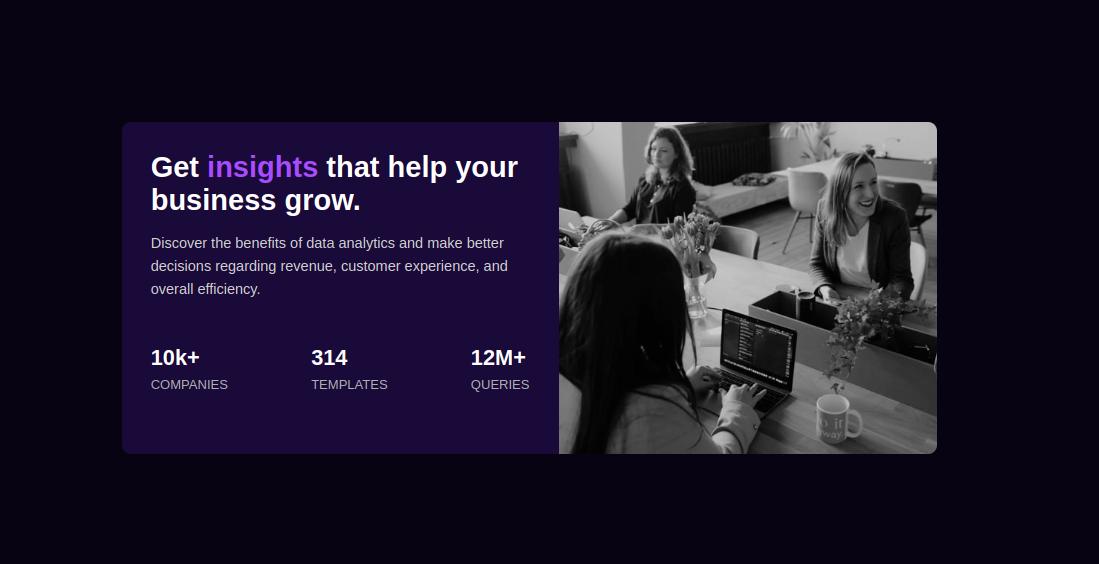 Get insights that help your
business grow.
Discover the benefits of data analytics and make better
decisions regarding revenue, customer experience, and
overall efficiency.
10k+ 314 12M+
COMPANIES TEMPLATES QUERIES